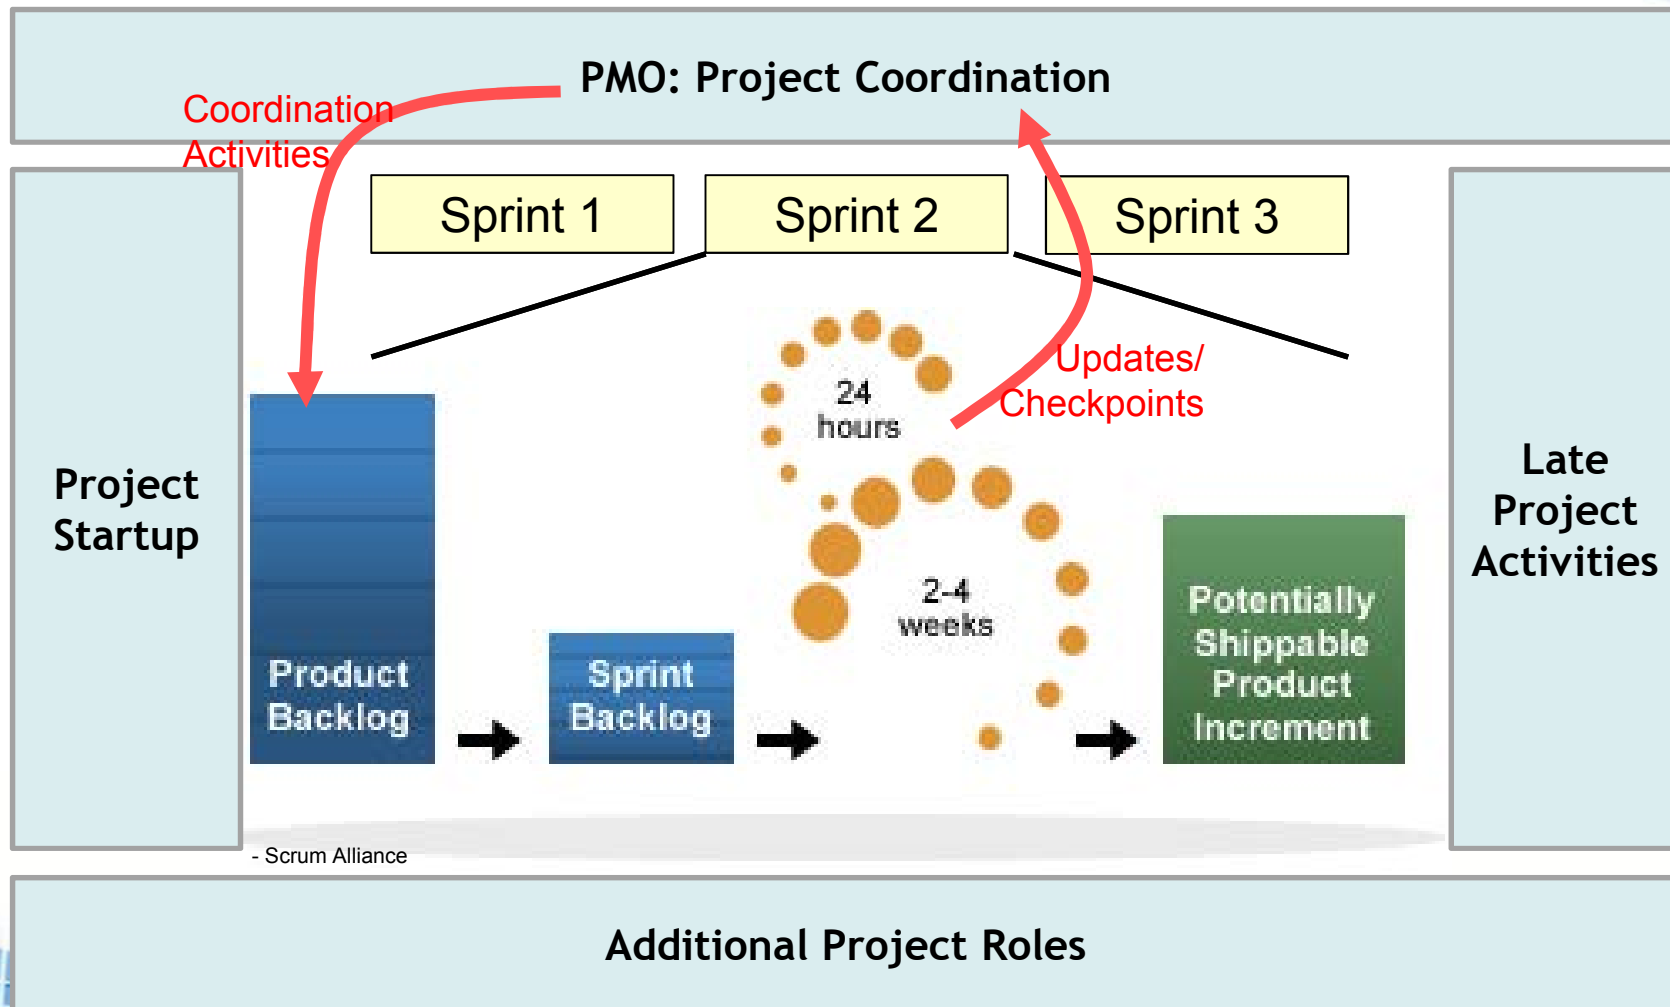 PMO: Project Coordination
Coordination
Activities
Sprint 1
Sprint 2
Sprint 3
Updates/
Checkpoints
24
hours
2-4
weeks
Project
Startup
Product
Backlog
Sprint
Backlog
Potentially
Shippable
Product
Increment
Late
Project
Activities
- Scrum Alliance
Additional Project Roles